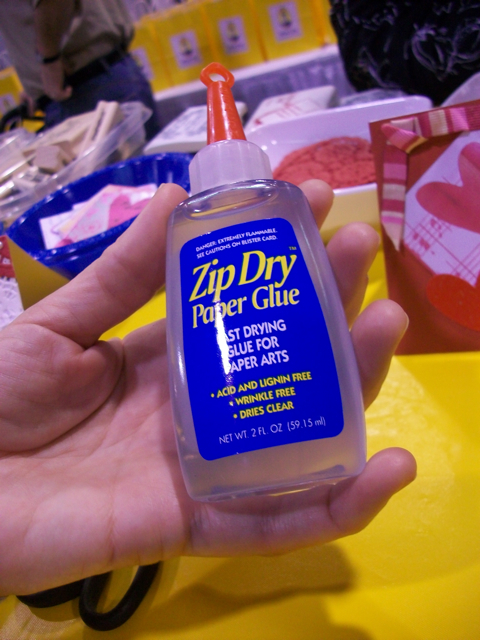 DANGER. EXTREMELY FLAMMABLE.
SEE CAUTIONS ON BLISTER CARD.
Zip Dry™
Paper Glue
FAST DRYING
GLUE FOR
PAPER ARTS
• ACID AND LIGNIN FREE
• WRINKLE FREE
• DRIES CLEAR
NET WT. 2 FL. OZ (59.15 ml)